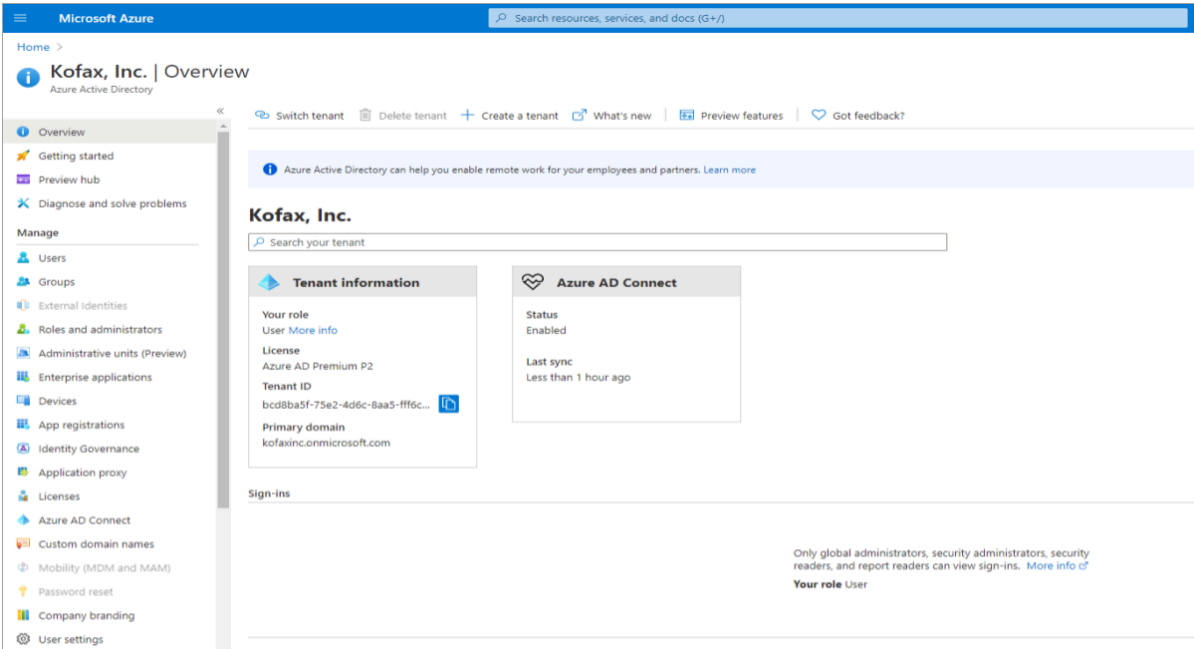 Microsoft Azure
Search resources, services, and docs (G+/)
Home >
Kofax, Inc. | Overview
Azure Active Directory
«
Overview
Getting started
Preview hub
Diagnose and solve problems
Manage
Users
Groups
External Identities
Roles and administrators
Administrative units (Preview)
Enterprise applications
Devices
App registrations
Identity Governance
Application proxy
Licenses
Azure AD Connect
Custom domain names
Mobility (MDM and MAM)
Password reset
Company branding
User settings
Switch tenant Delete tenant Create a tenant What's new Preview features Got feedback?
Azure Active Directory can help you enable remote work for your employees and partners. Learn more
Kofax, Inc.
Search your tenant
Tenant information
Your role
User More info
License
Azure AD Premium P2
Tenant ID
bcd8ba5f-75e2-4d6c-8aa5-fff6c...
Primary domain
kofaxinc.onmicrosoft.com
Azure AD Connect
Status
Enabled
Last sync
Less than 1 hour ago
Sign-ins
Only global administrators, security administrators, security
readers, and report readers can view sign-ins. More info
Your role User